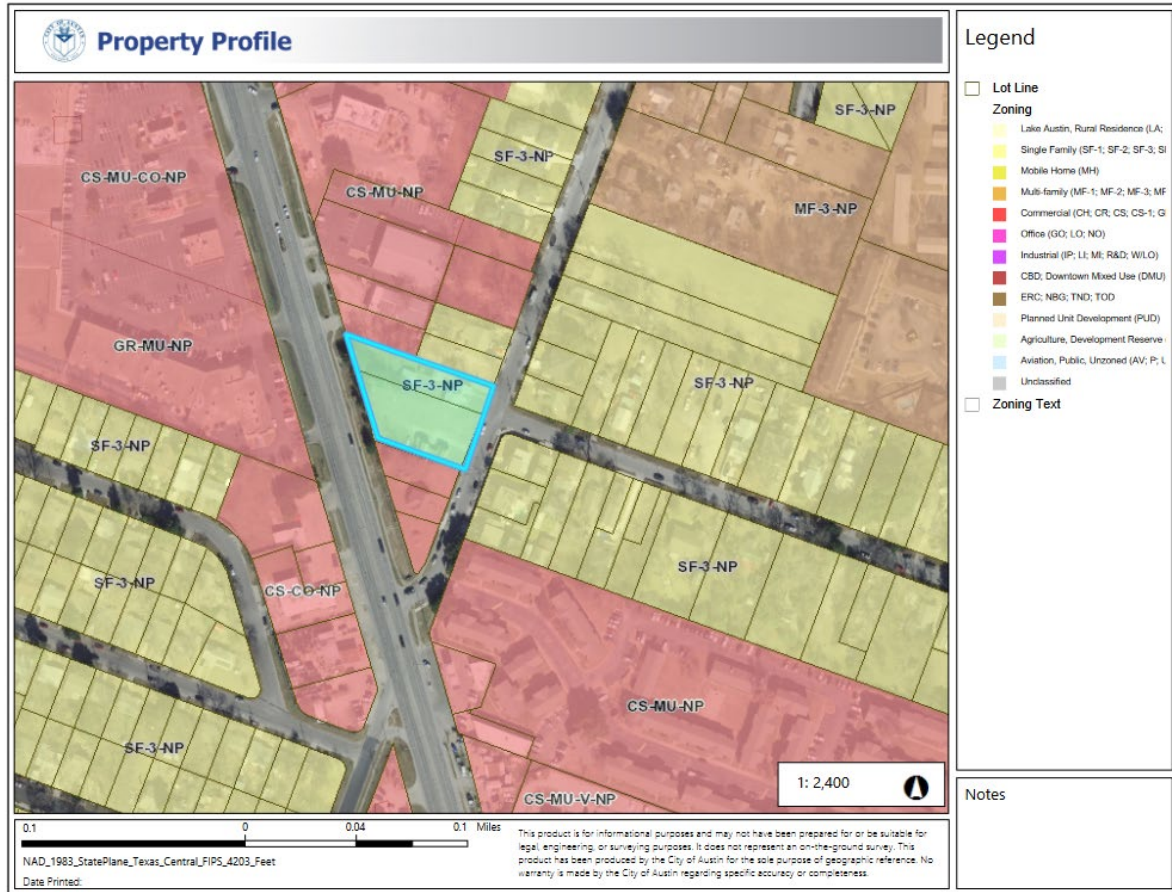 CITY OF AUSTIN
Property Profile
SF-3-NP
SF-3-NP
CS-MU-CO-NP
CS-MU-NP
MF-3-NP
GR-MU-NP
SF-3-NP
SF-3-NP
SF-3-NP
SF-3-NP
SF-3-NP
CS-CO-NP
CS-MU-NP
SF-3-NP
CS-MU-V-NP
1: 2,400
0.1 0 0.04 0.1 Miles
NAD_1983_StatePlane_Texas_Central_FIPS_4203_Feet
Date Printed:
This product is for informational purposes and may not have been prepared for or be suitable for
legal, engineering, or surveying purposes. It does not represent an on-the-ground survey. This
product has been produced by the City of Austin for the sole purpose of geographic reference. No
warranty is made by the City of Austin regarding specific accuracy or completeness.
Legend
Lot Line
Zoning
Lake Austin, Rural Residence (LA;
Single Family (SF-1; SF-2; SF-3; SI
Mobile Home (MH)
Multi-family (MF-1; MF-2; MF-3; MF
Commercial (CH; CR; CS; CS-1; G
Office (GO; LO; NO)
Industrial (IP; LI; MI; R&D; W/LO)
CBD; Downtown Mixed Use (DMU)
ERC; NBG; TND; TOD
Planned Unit Development (PUD)
Agriculture, Development Reserve
Aviation, Public, Unzoned (AV; P; L
Unclassified
Zoning Text
Notes